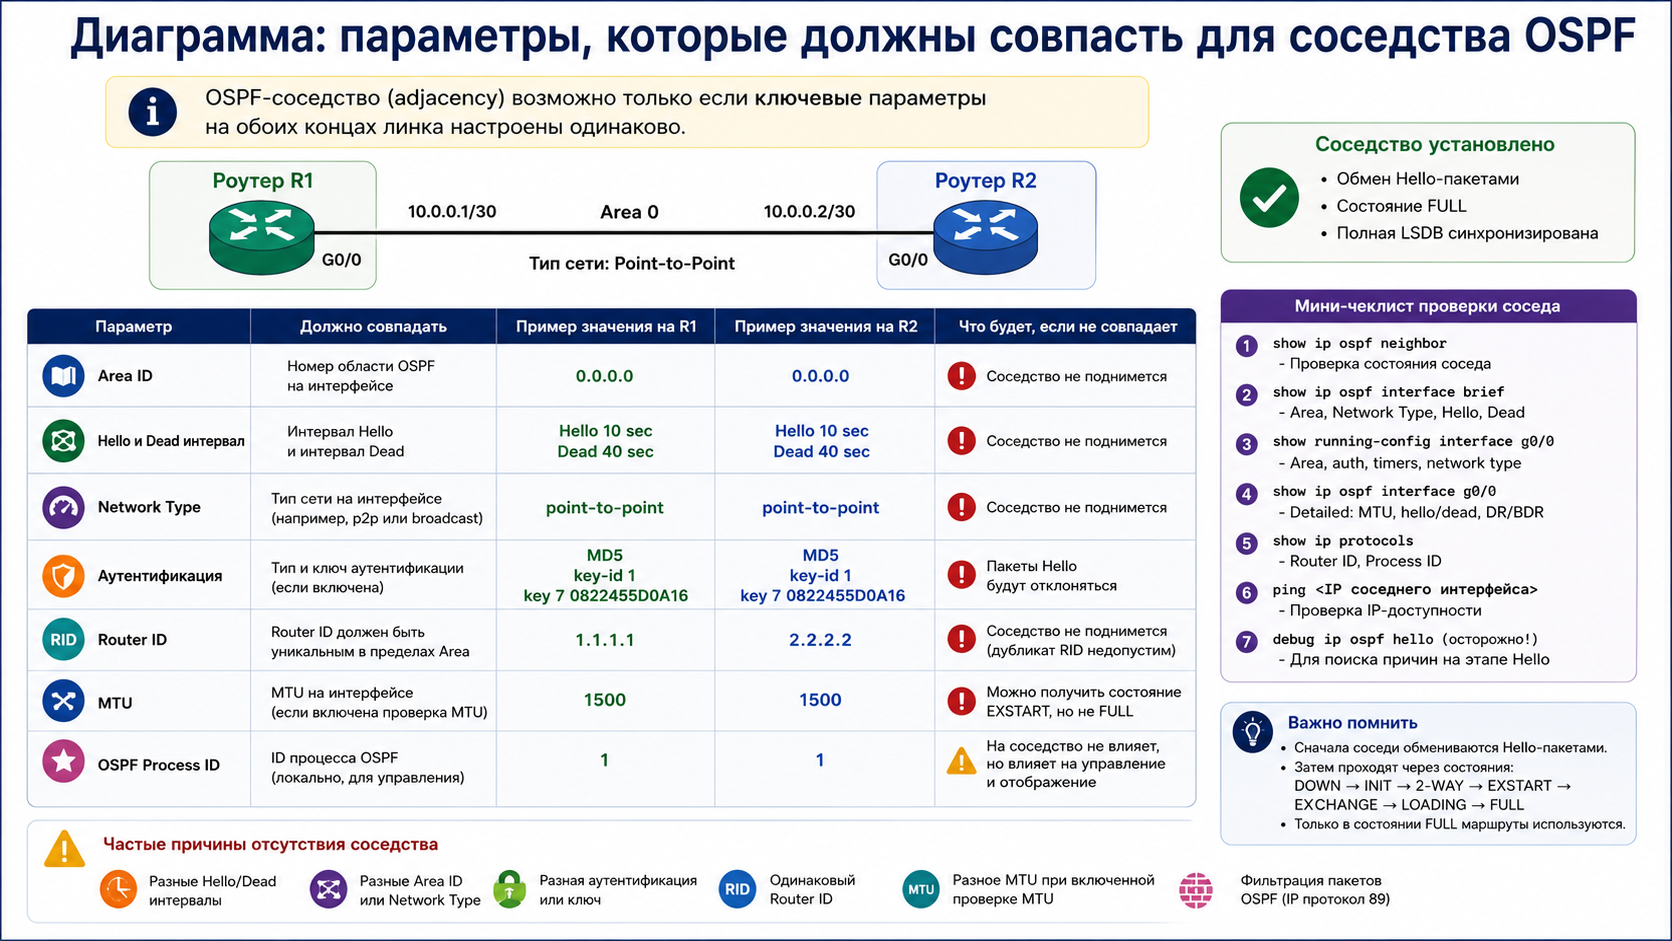 Диаграмма: параметры, которые должны совпасть для соседства OSPF
i
OSPF-соседство (adjacency) возможно только если ключевые параметры
на обоих концах линка настроены одинаково.
Роутер R1
10.0.0.1/30
Area 0
10.0.0.2/30
Роутер R2
G0/0
Тип сети: Point-to-Point
G0/0
Соседство установлено
• Обмен Hello-пакетами
• Состояние FULL
• Полная LSDB синхронизирована
Параметр
Должно совпадать
Пример значения на R1
Пример значения на R2
Что будет, если не совпадает
Area ID
Номер области OSPF
на интерфейсе
0.0.0.0
0.0.0.0
!
Соседство не поднимется
Hello и Dead интервал
Интервал Hello
и интервал Dead
Hello 10 sec
Dead 40 sec
Hello 10 sec
Dead 40 sec
!
Соседство не поднимется
Network Type
Тип сети на интерфейсе
(например, p2p или broadcast)
point-to-point
point-to-point
!
Соседство не поднимется
Аутентификация
Тип и ключ аутентификации
(если включена)
MD5
key-id 1
key 7 0822455D0A16
MD5
key-id 1
key 7 0822455D0A16
!
Пакеты Hello
будут отклоняться
RID
Router ID
Router ID должен быть
уникальным в пределах Area
1.1.1.1
2.2.2.2
!
Соседство не поднимется
(дубликат RID недопустим)
MTU
MTU на интерфейсе
(если включена проверка MTU)
1500
1500
!
Можно получить состояние
EXSTART, но не FULL
OSPF Process ID
ID процесса OSPF
(локально, для управления)
1
1
!
На соседство не влияет,
но влияет на управление
и отображение
Мини-чеклист проверки соседа
1 show ip ospf neighbor
- Проверка состояния соседа
2 show ip ospf interface brief
- Area, Network Type, Hello, Dead
3 show running-config interface g0/0
- Area, auth, timers, network type
4 show ip ospf interface g0/0
- Detailed: MTU, hello/dead, DR/BDR
5 show ip protocols
- Router ID, Process ID
6 ping <IP соседнего интерфейса>
- Проверка IP-доступности
7 debug ip ospf hello (осторожно!)
- Для поиска причин на этапе Hello
Важно помнить
• Сначала соседи обмениваются Hello-пакетами.
• Затем проходят через состояния:
DOWN → INIT → 2-WAY → EXSTART →
EXCHANGE → LOADING → FULL
• Только в состоянии FULL маршруты используются.
!
Частые причины отсутствия соседства
Разные Hello/Dead
интервалы
Разные Area ID
или Network Type
Разная аутентификация
или ключ
RID
Одинаковый
Router ID
MTU
Разное MTU при включенной
проверке MTU
Фильтрация пакетов
OSPF (IP протокол 89)